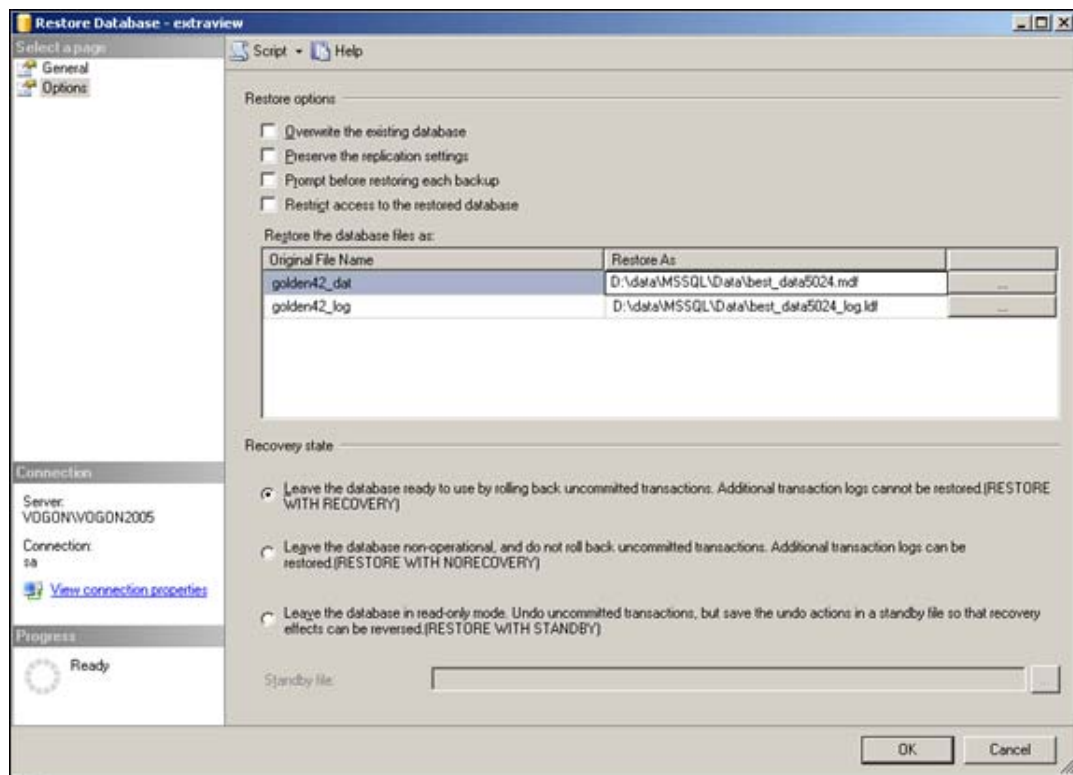 Restore Database - extraview
Select a page
General
Options
Script
Help
Restore options
Overwrite the existing database
Preserve the replication settings
Prompt before restoring each backup
Restrict access to the restored database
Restore the database files as:
Original File Name
Restore As
golden42_dat
D:\data\MSSQL\Data\best_data5024.mdf
...
golden42_log
D:\data\MSSQL\Data\best_data5024_log.ldf
...
Recovery state
Leave the database ready to use by rolling back uncommitted transactions. Additional transaction logs cannot be restored.(RESTORE
WITH RECOVERY)
Leave the database non-operational, and do not roll back uncommitted transactions. Additional transaction logs can be
restored.(RESTORE WITH NORECOVERY)
Leave the database in read-only mode. Undo uncommitted transactions, but save the undo actions in a standby file so that recovery
effects can be reversed.(RESTORE WITH STANDBY)
Standby file:
...
Connection
Server:
VOGON\VOGON2005
Connection:
sa
View connection properties
Progress
Ready
OK
Cancel